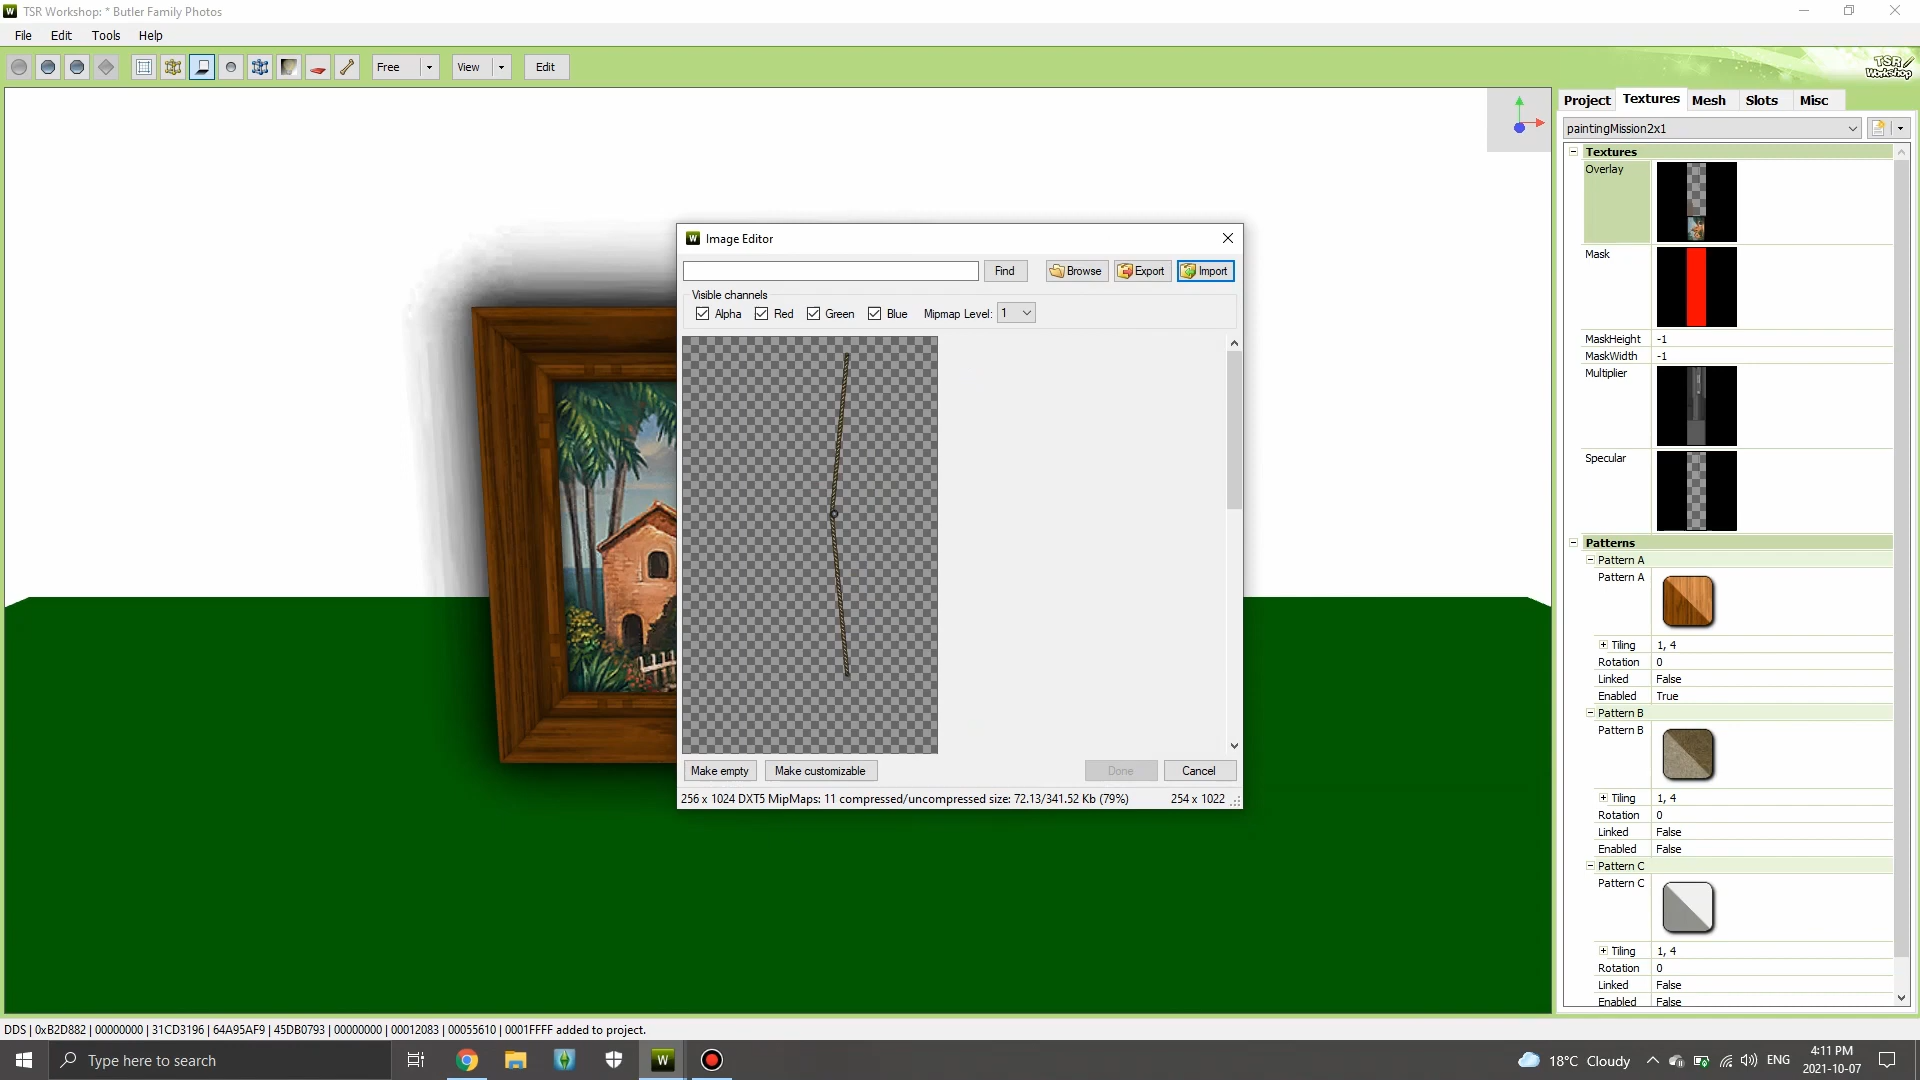 TSR Workshop: * Butler Family Photos
File Edit Tools Help
Free View Edit
TSR Workshop
Project Textures Mesh Slots Misc
paintingMission2x1
Textures
Overlay
Mask
MaskHeight -1
MaskWidth -1
Multiplier
Specular
Patterns
Pattern A
Pattern A
Tiling 1, 4
Rotation 0
Linked False
Enabled True
Pattern B
Pattern B
Tiling 1, 4
Rotation 0
Linked False
Enabled False
Pattern C
Pattern C
Tiling 1, 4
Rotation 0
Linked False
Enabled False
Image Editor
Find Browse Export Import
Visible channels
Alpha Red Green Blue Mipmap Level: 1
Make empty Make customizable Done Cancel
256 x 1024 DXT5 MipMaps: 11 compressed/uncompressed size: 72.13/341.52 Kb (79%) 254 x 1022
DDS | 0xB2D882 | 00000000 | 31CD3196 | 64A95AF9 | 45DB0793 | 00000000 | 00012083 | 00055610 | 0001FFFF added to project.
Type here to search
18°C Cloudy
ENG
4:11 PM
2021-10-07